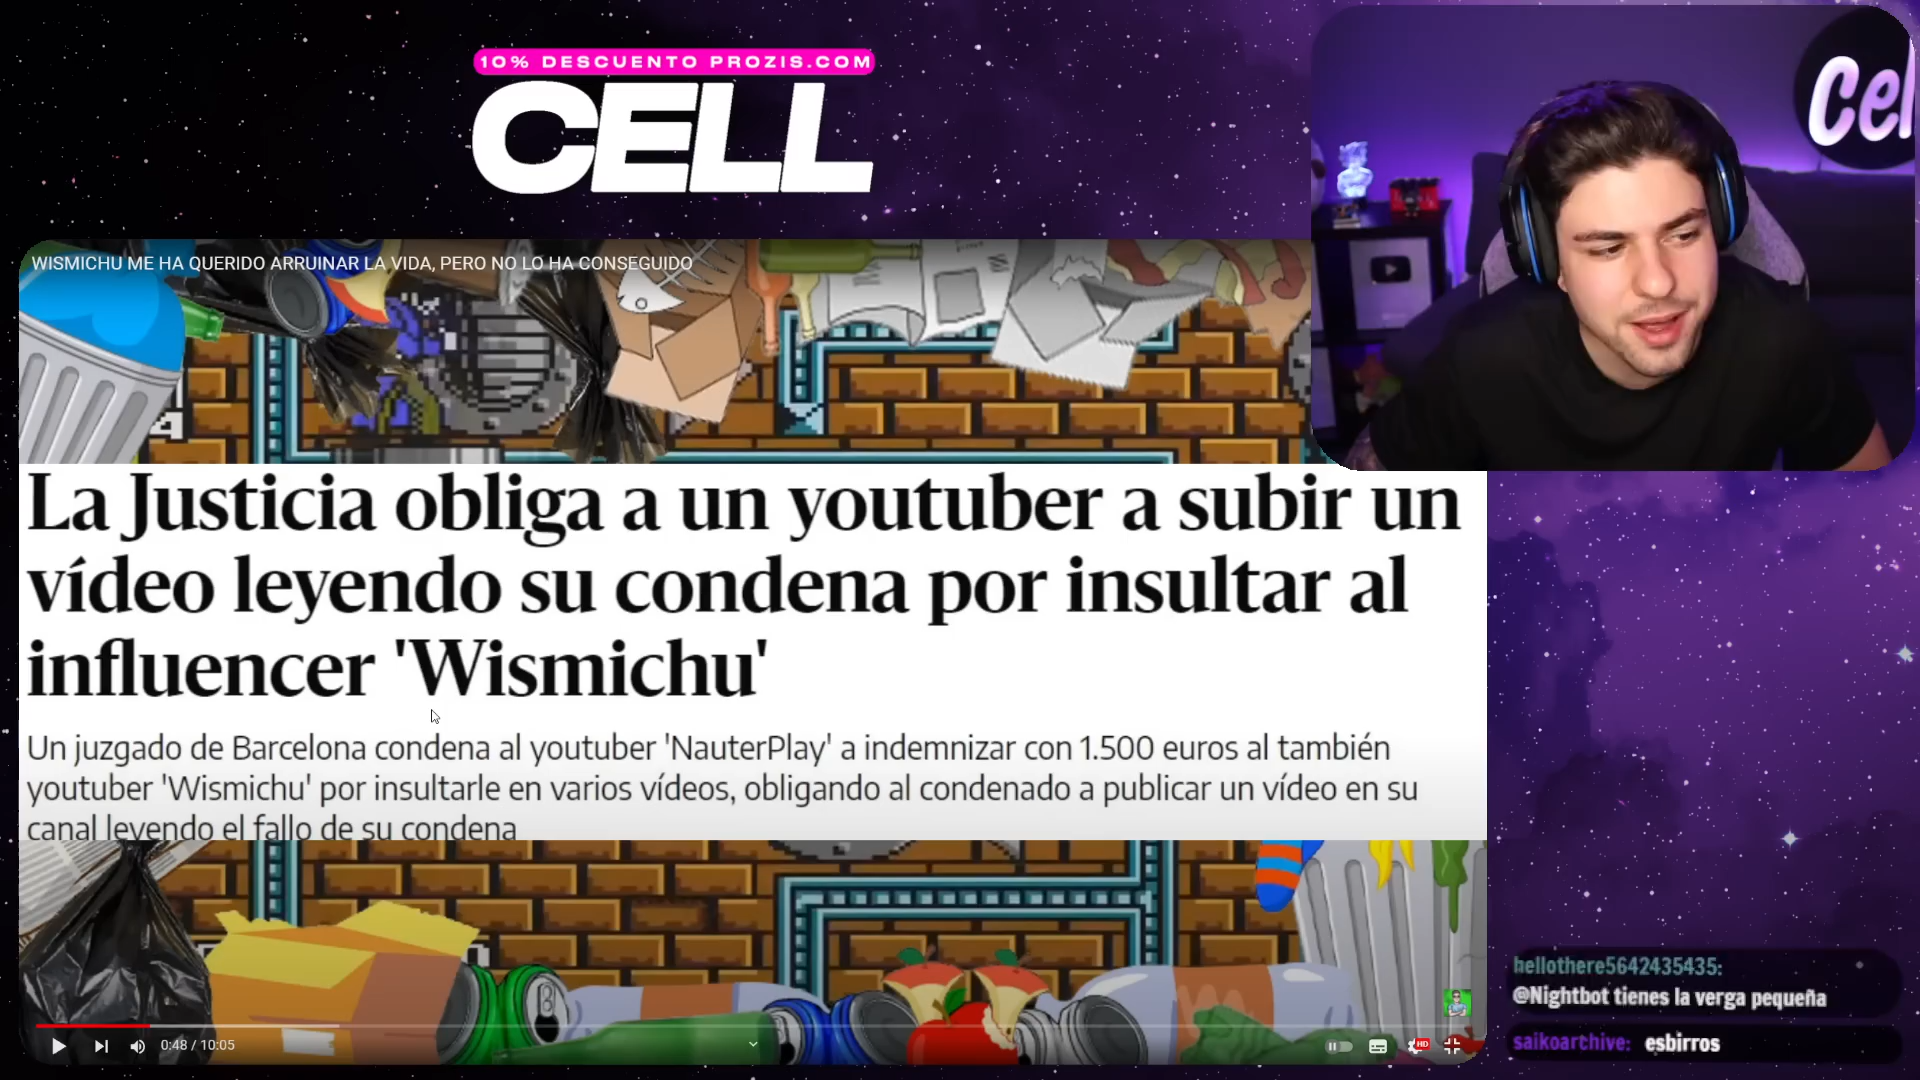 10% DESCUENTO PROZIS.COM
CELL
Cel
WISMICHU ME HA QUERIDO ARRUINAR LA VIDA, PERO NO LO HA CONSEGUIDO
La Justicia obliga a un youtuber a subir un
vídeo leyendo su condena por insultar al
influencer 'Wismichu'
Un juzgado de Barcelona condena al youtuber 'NauterPlay' a indemnizar con 1.500 euros al también
youtuber 'Wismichu' por insultarle en varios vídeos, obligando al condenado a publicar un vídeo en su
canal leyendo el fallo de su condena
hellothere5642435435:
@Nightbot tienes la verga pequeña
saikoarchive: esbirros
0:48 / 10:05
HD